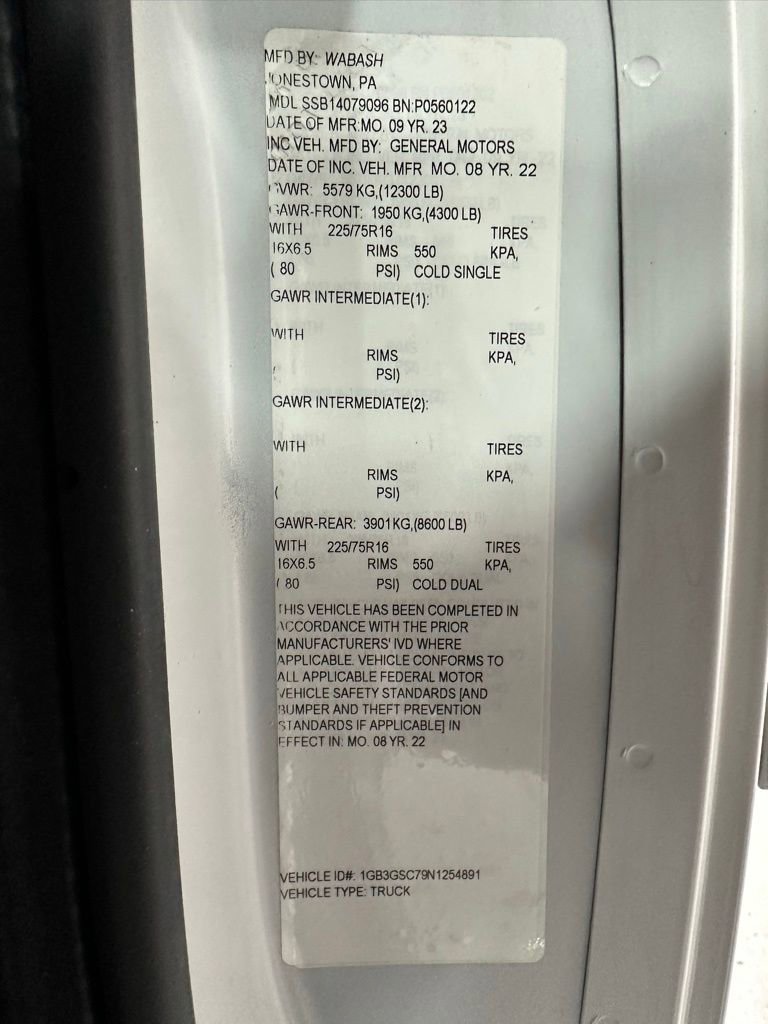 MFD BY: WABASH
JONESTOWN, PA
MDL SSB14079096 BN:P0560122
DATE OF MFR:MO. 09 YR. 23
INC VEH. MFD BY: GENERAL MOTORS
DATE OF INC. VEH. MFR MO. 08 YR. 22
GVWR: 5579 KG,(12300 LB)
GAWR-FRONT: 1950 KG,(4300 LB)
WITH 225/75R16 TIRES
16X6.5 RIMS 550 KPA,
( 80 PSI) COLD SINGLE
GAWR INTERMEDIATE(1):
WITH TIRES
RIMS KPA,
( PSI)
GAWR INTERMEDIATE(2):
WITH TIRES
RIMS KPA,
( PSI)
GAWR-REAR: 3901 KG,(8600 LB)
WITH 225/75R16 TIRES
16X6.5 RIMS 550 KPA,
( 80 PSI) COLD DUAL
THIS VEHICLE HAS BEEN COMPLETED IN
ACCORDANCE WITH THE PRIOR
MANUFACTURERS' IVD WHERE
APPLICABLE. VEHICLE CONFORMS TO
ALL APPLICABLE FEDERAL MOTOR
VEHICLE SAFETY STANDARDS [AND
BUMPER AND THEFT PREVENTION
STANDARDS IF APPLICABLE] IN
EFFECT IN: MO. 08 YR. 22
VEHICLE ID#: 1GB3GSC79N1254891
VEHICLE TYPE: TRUCK